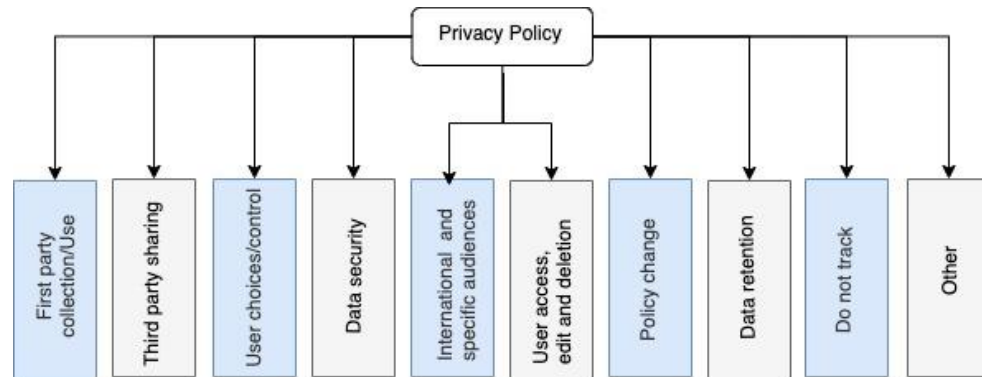 Privacy Policy
First party
collection/Use
Third party sharing
User choices/control
Data security
International and
specific audiences
User access,
edit and deletion
Policy change
Data retention
Do not track
Other